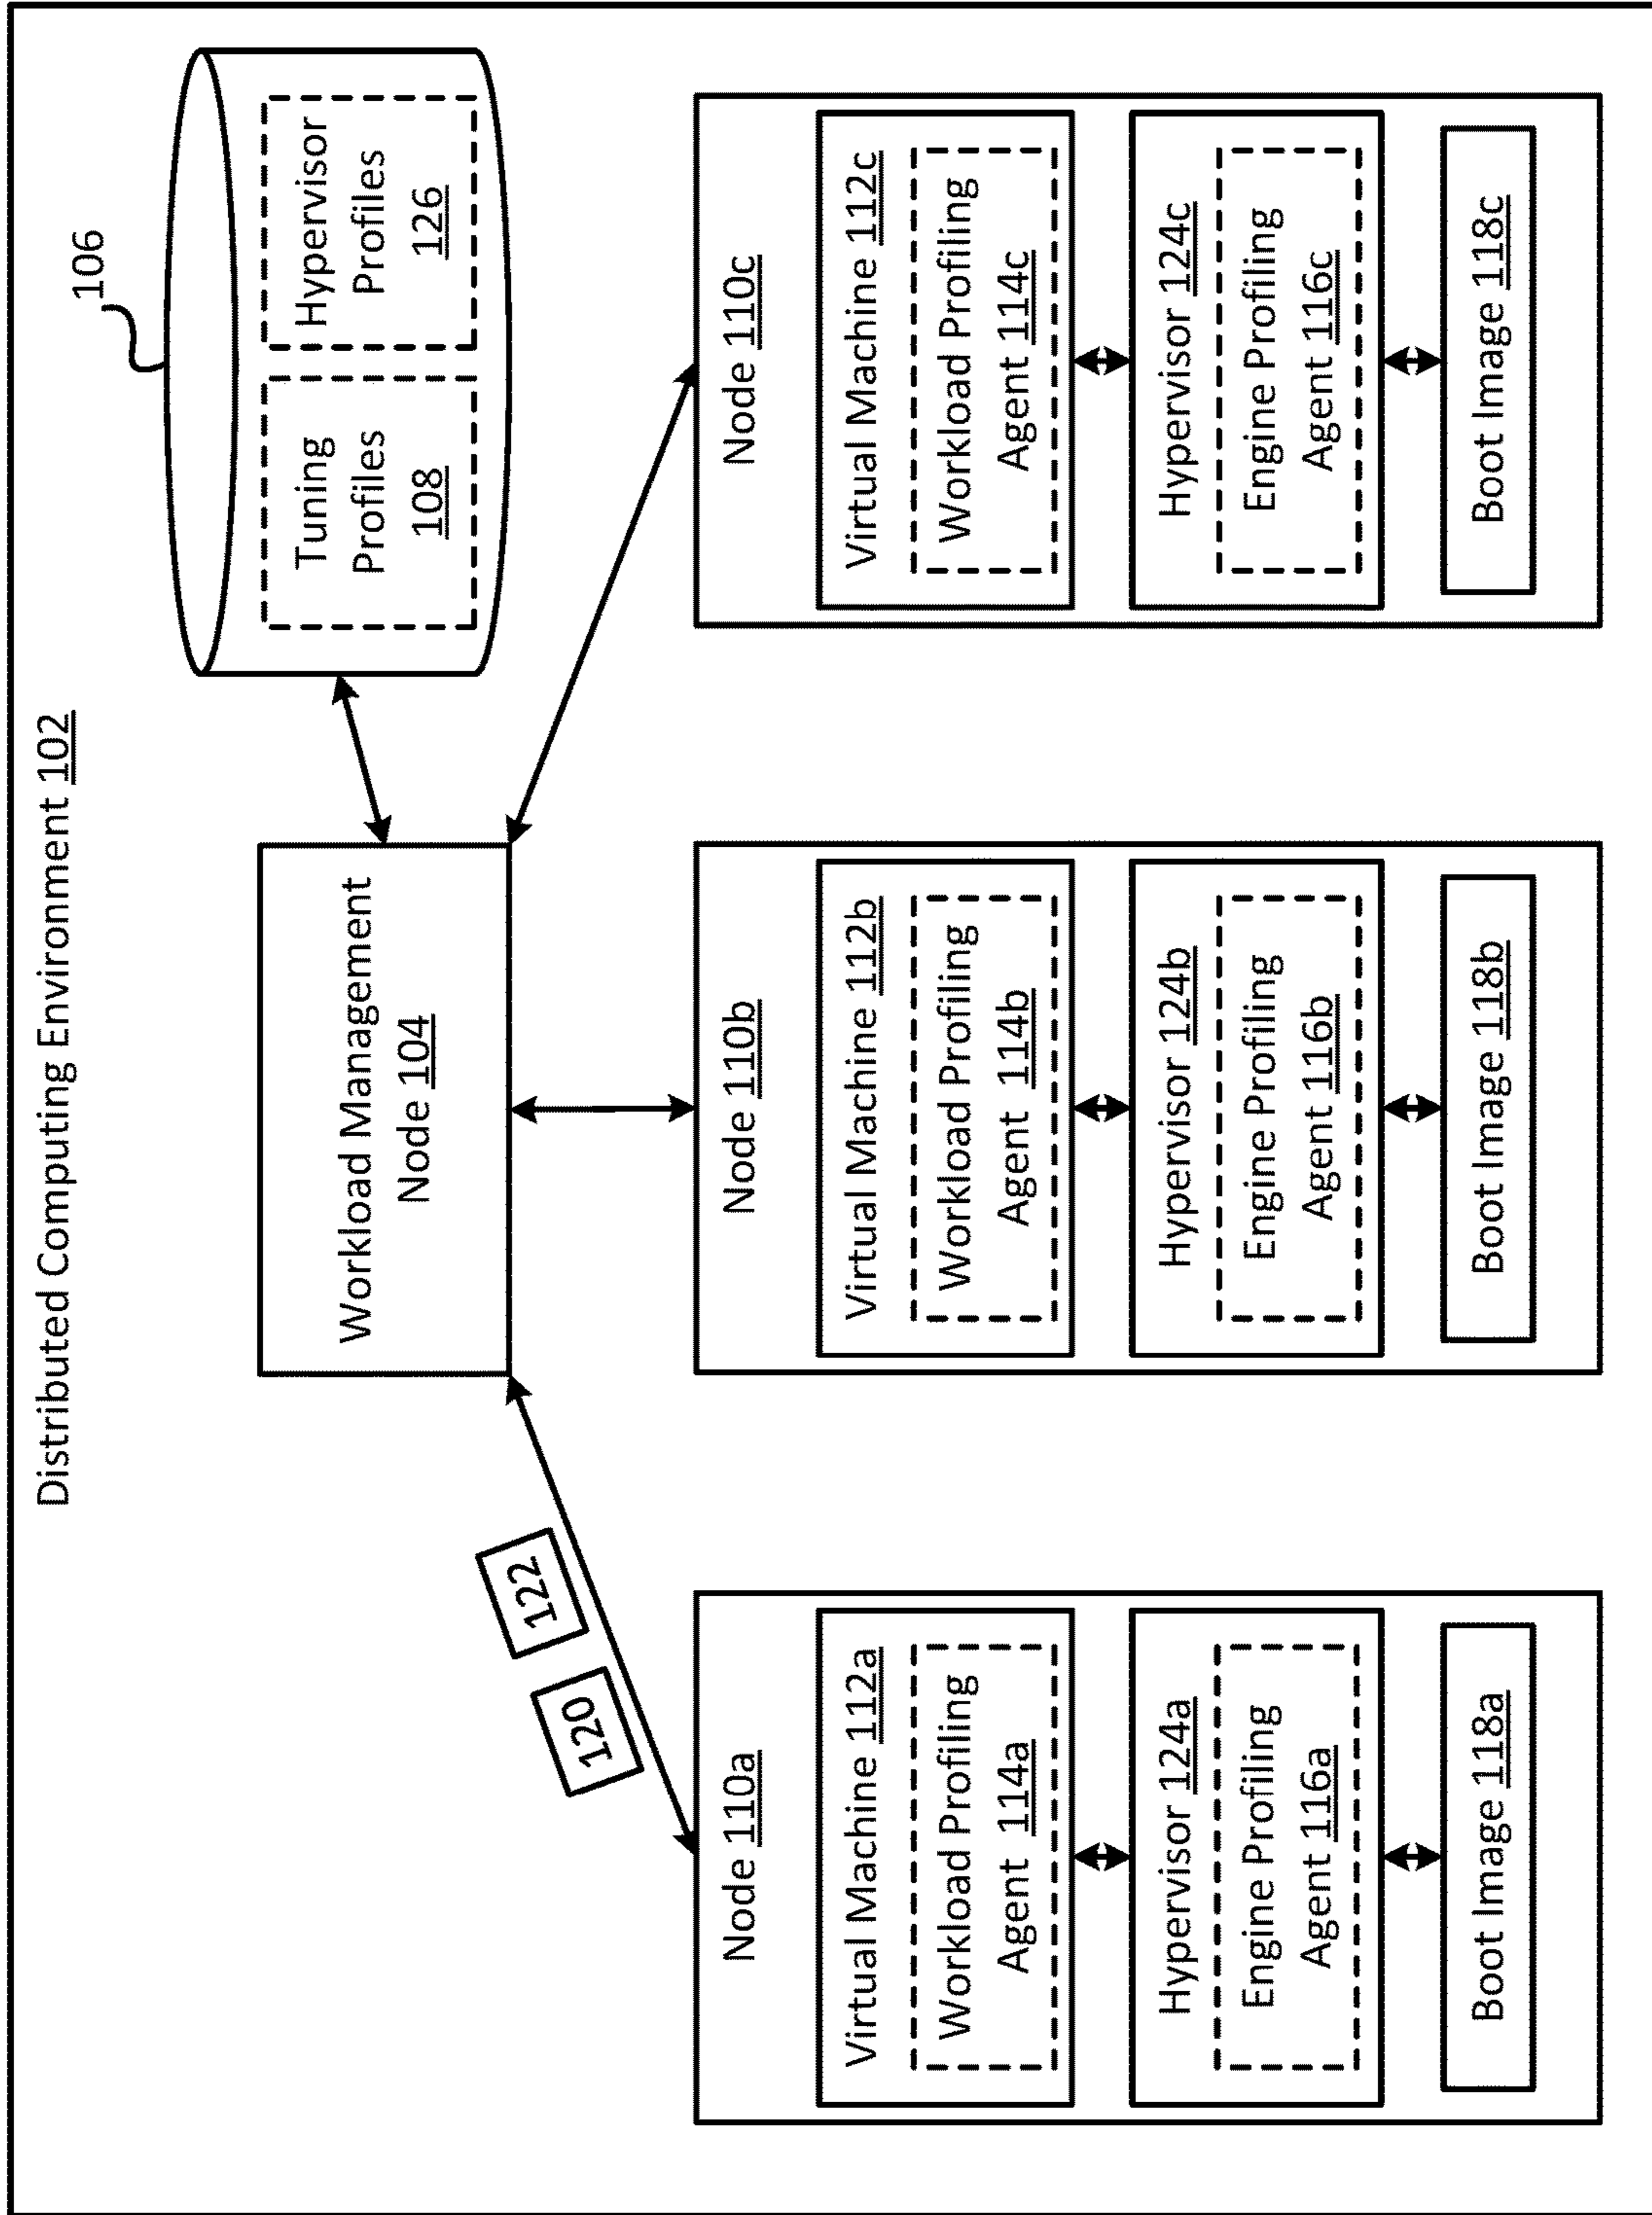 Distributed Computing Environment 102
106
Workload Management
Node 104
Tuning
Profiles
108
Hypervisor
Profiles
126
122
120
Node 110a
Virtual Machine 112a
Workload Profiling
Agent 114a
Hypervisor 124a
Engine Profiling
Agent 116a
Boot Image 118a
Node 110b
Virtual Machine 112b
Workload Profiling
Agent 114b
Hypervisor 124b
Engine Profiling
Agent 116b
Boot Image 118b
Node 110c
Virtual Machine 112c
Workload Profiling
Agent 114c
Hypervisor 124c
Engine Profiling
Agent 116c
Boot Image 118c